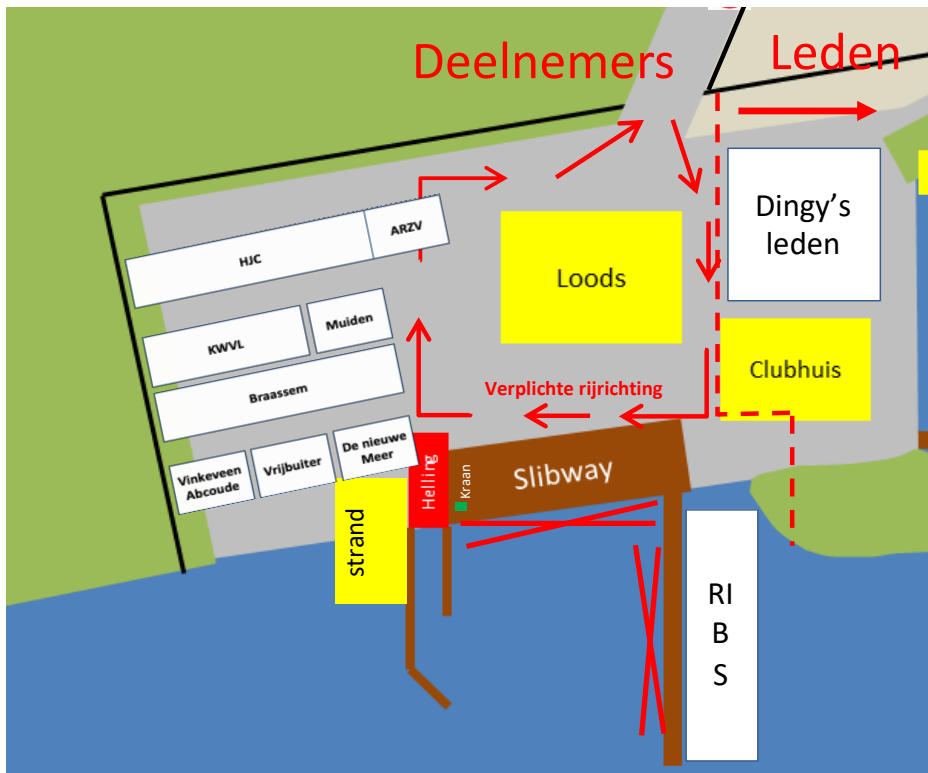 Deelnemers
Leden
Dingy's
leden
ARZV
HJC
Loods
Muiden
KWVL
Clubhuis
Braassem
Verplichte rijrichting
De nieuwe
Meer
Vrijbuiter
Vinkeveen
Abcoude
Helling
Kraan
Slibway
strand
RI
B
S